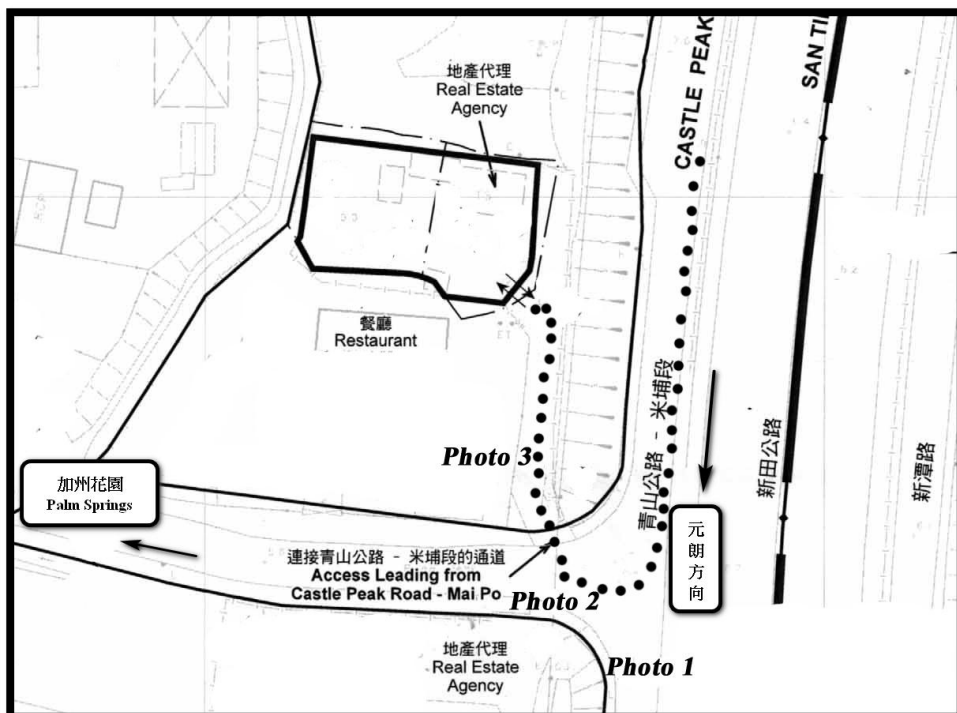 地產代理
Real Estate
Agency
CASTLE PEAK
SAN TI
餐廳
Restaurant
ET
青山公路 - 米埔段
新田公路
新潭路
Photo 3
加州花園
Palm Springs
元朗方向
連接青山公路 - 米埔段的通道
Access Leading from
Castle Peak Road - Mai Po
Photo 2
地產代理
Real Estate
Agency
Photo 1